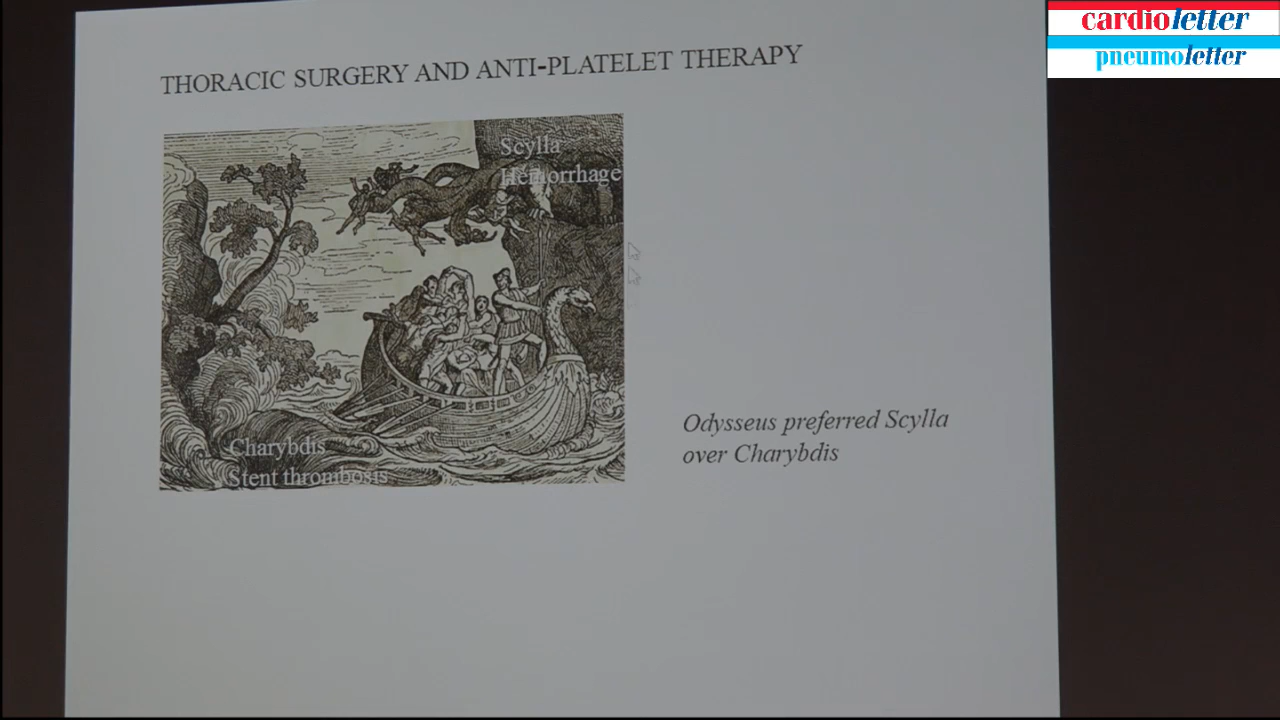 cardioletter
pneumoletter
THORACIC SURGERY AND ANTI-PLATELET THERAPY
Scylla
Hemorrhage
Charybdis
Stent thrombosis
Odysseus preferred Scylla
over Charybdis